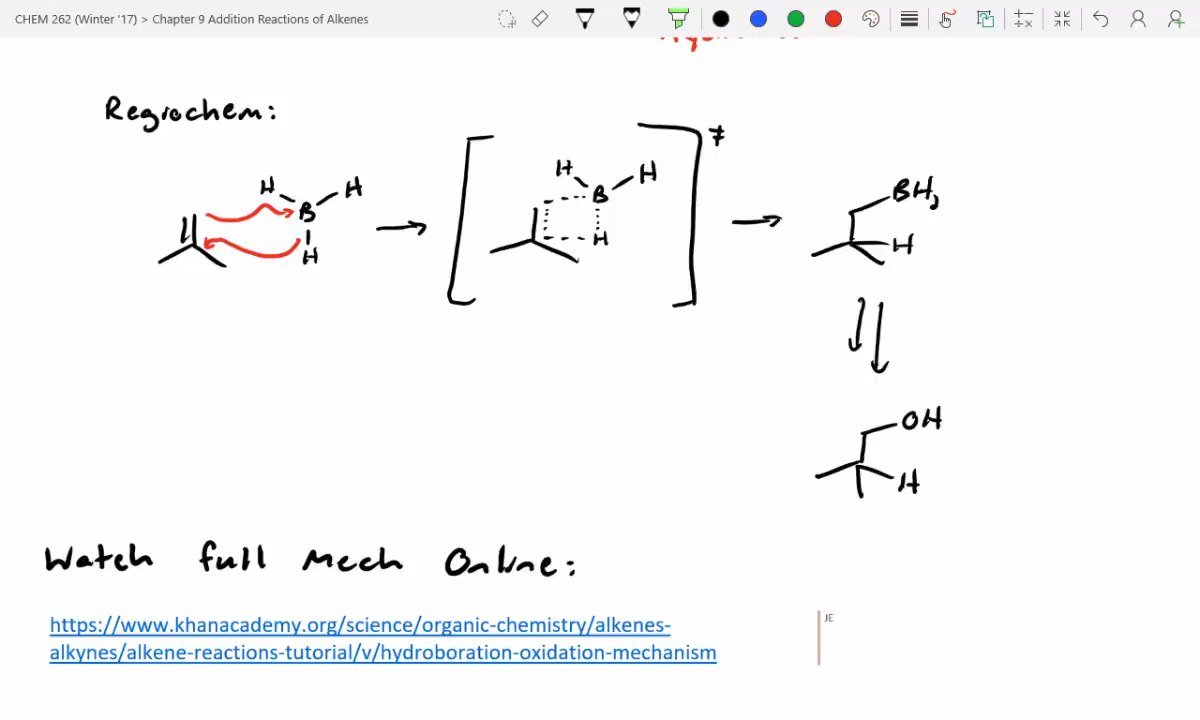 CHEM 262 (Winter '17) > Chapter 9 Addition Reactions of Alkenes
Regiochem:
H H B H
H B H H ≠
BH₂ H
OH H
Watch full Mech Online:
https://www.khanacademy.org/science/organic-chemistry/alkenes-
alkynes/alkene-reactions-tutorial/v/hydroboration-oxidation-mechanism
JE